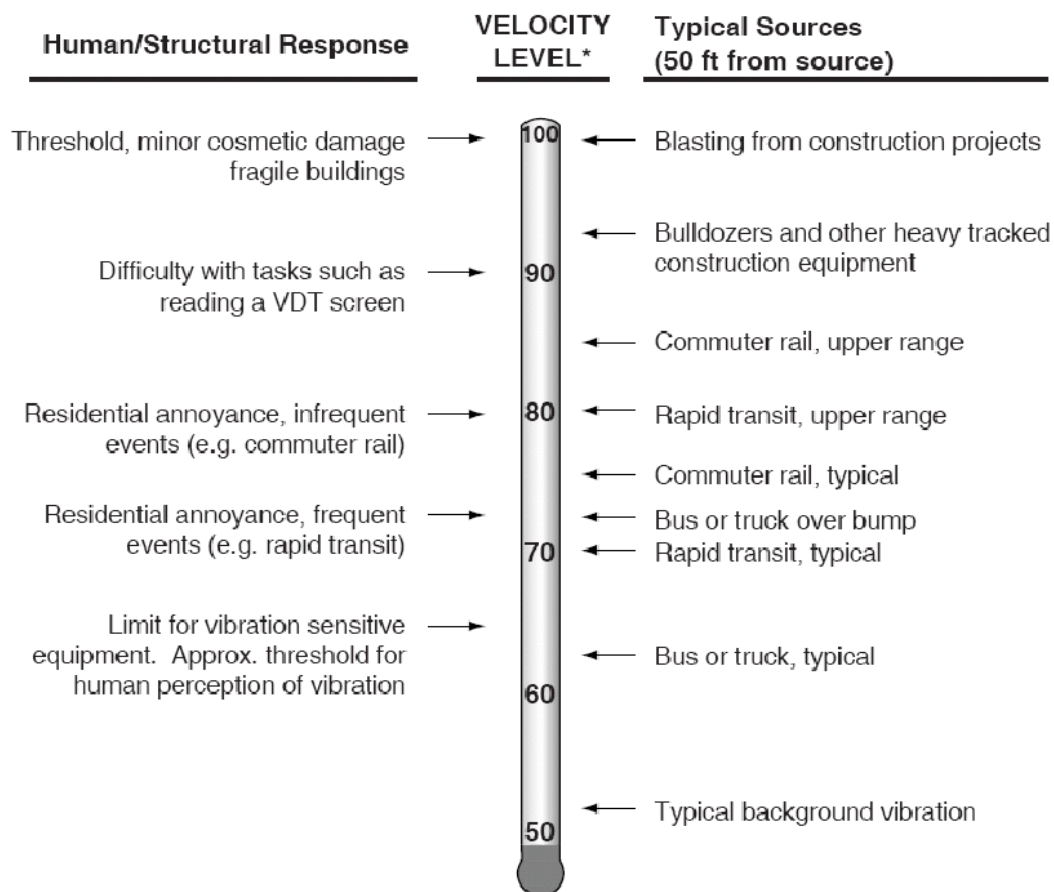 Human/Structural Response
VELOCITY
LEVEL*
Typical Sources
(50 ft from source)
Threshold, minor cosmetic damage
fragile buildings
100
Blasting from construction projects
Bulldozers and other heavy tracked
construction equipment
Difficulty with tasks such as
reading a VDT screen
90
Commuter rail, upper range
Residential annoyance, infrequent
events (e.g. commuter rail)
80
Rapid transit, upper range
Commuter rail, typical
Residential annoyance, frequent
events (e.g. rapid transit)
Bus or truck over bump
70
Rapid transit, typical
Limit for vibration sensitive
equipment. Approx. threshold for
human perception of vibration
Bus or truck, typical
60
Typical background vibration
50